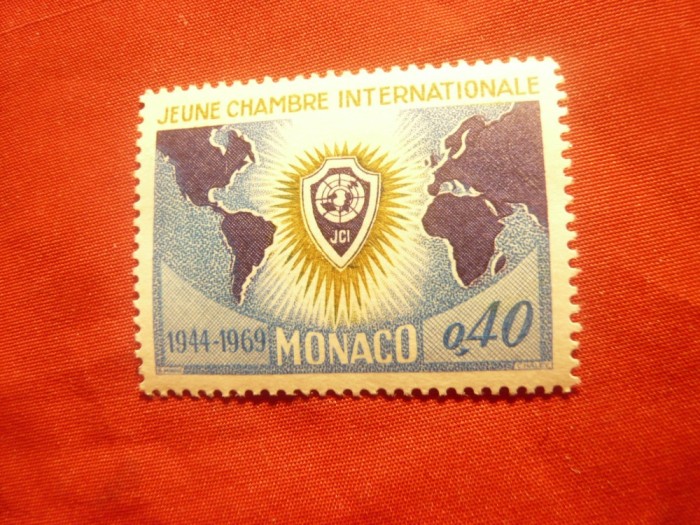 JEUNE CHAMBRE INTERNATIONALE
JCI
1944-1969 MONACO 0,40